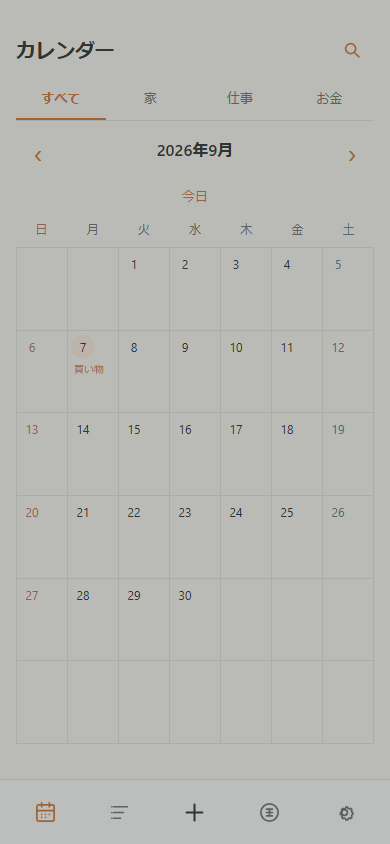 カレンダー
すべて 家 仕事 お金
2026年9月
今日
日 月 火 水 木 金 土
1 2 3 4 5
6 7 8 9 10 11 12
買い物
13 14 15 16 17 18 19
20 21 22 23 24 25 26
27 28 29 30